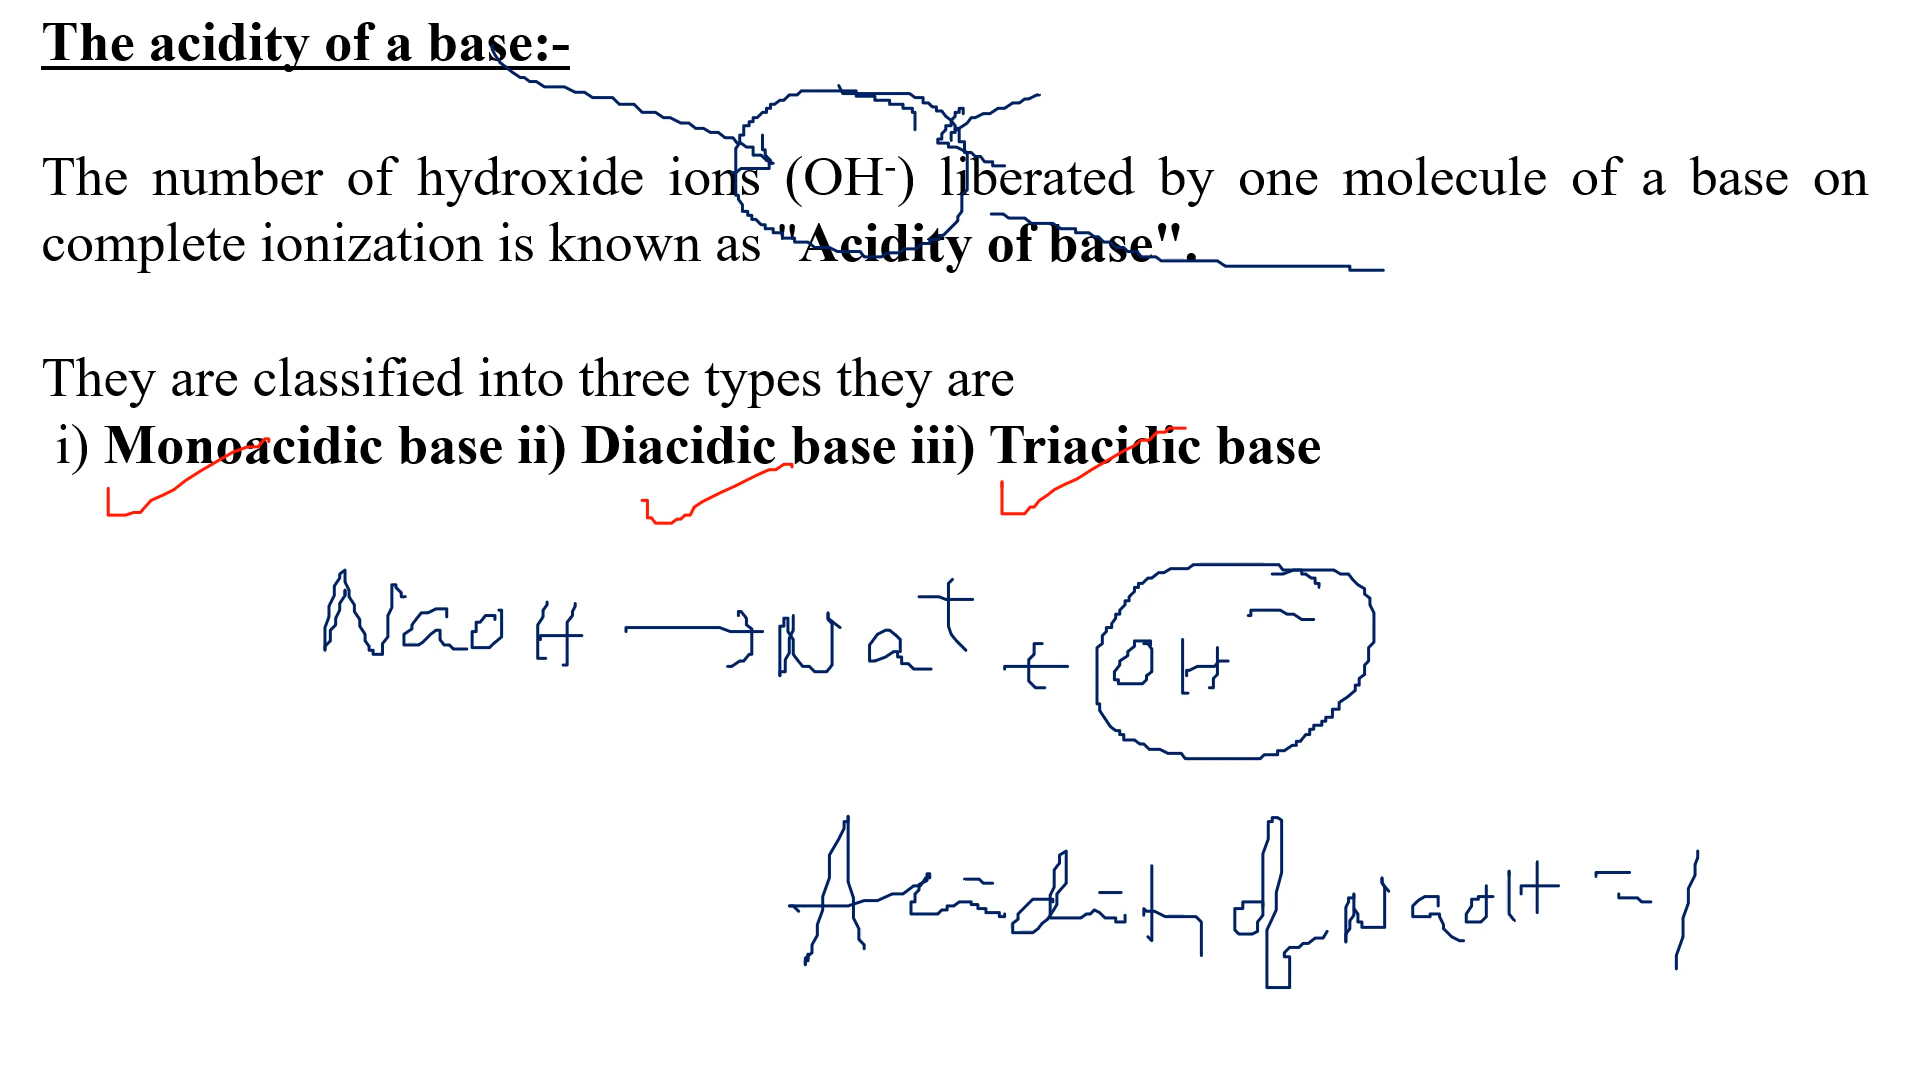 The acidity of a base:-
The number of hydroxide ions (OH-) liberated by one molecule of a base on
complete ionization is known as "Acidity of base".
They are classified into three types they are
i) Monoacidic base ii) Diacidic base iii) Triacidic base
NaOH → Na+ + OH-
Acidity of NaOH = 1